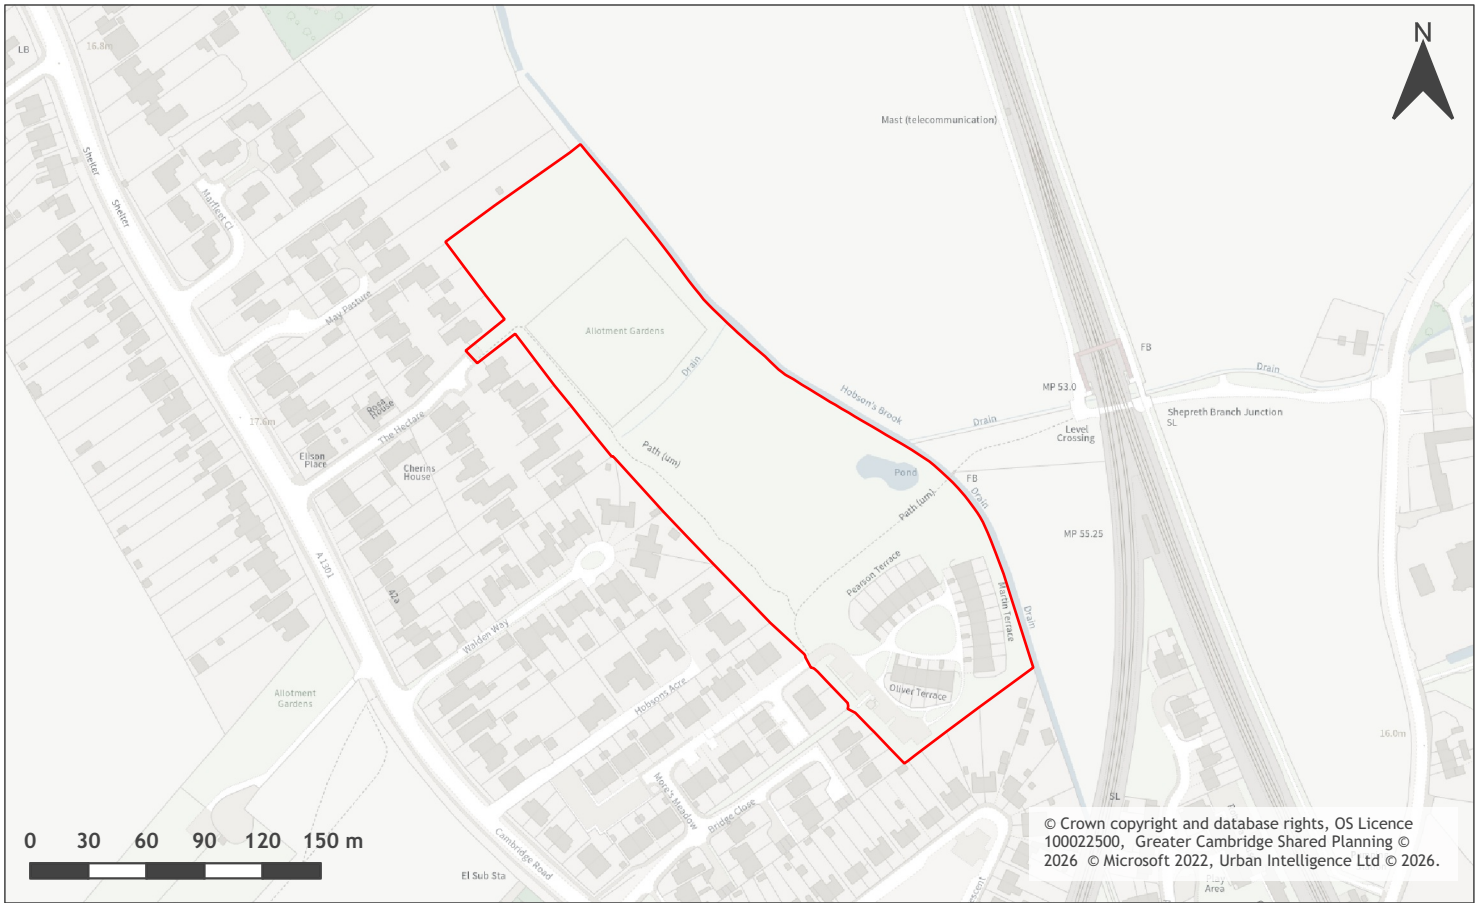 LB
16.8m
N
Mast (telecommunication)
Shelter
Shelter
Marfleet Cl
May Pasture
Allotment Gardens
Drain
Hobson's Brook
FB
MP 53.0
Drain
Drain
Level
Crossing
Shepreth Branch Junction
SL
Rosa
House
17.6m
The Hectare
Elison
Place
Cherins
House
Path (um)
Pond
FB
Drain
Path (um)
MP 55.25
A 1301
42a
Pearson Terrace
Martin Terrace
Drain
Walden Way
Oliver Terrace
Hobsons Acre
Allotment
Gardens
16.0m
More's Meadow
Bridge Close
SL
Cambridge Road
El Sub Sta
0 30 60 90 120 150 m
© Crown copyright and database rights, OS Licence
100022500, Greater Cambridge Shared Planning ©
2026 © Microsoft 2022, Urban Intelligence Ltd © 2026.
Area